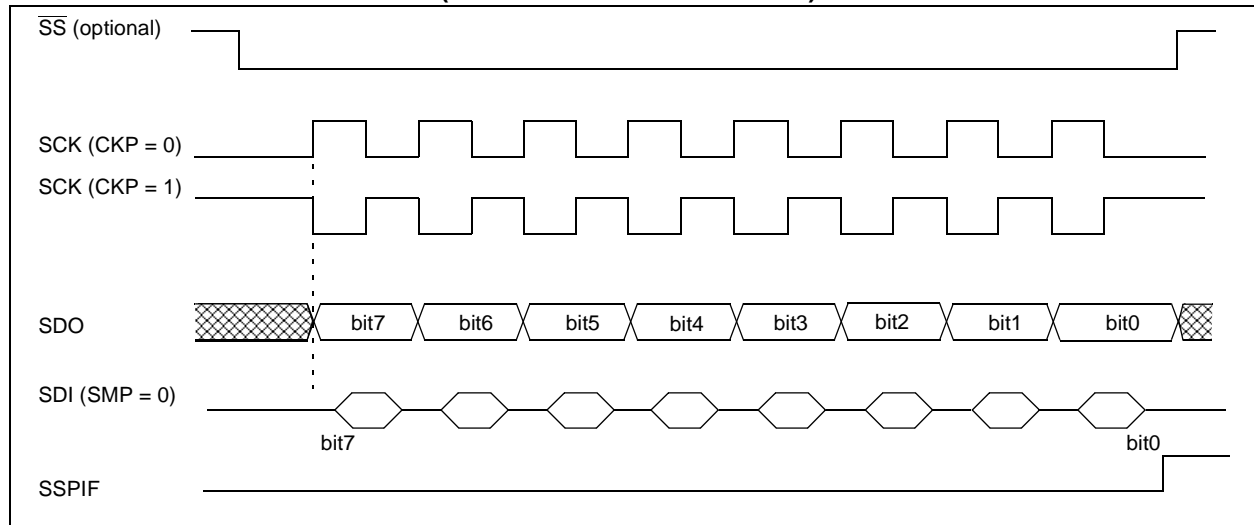 SS (optional)
SCK (CKP = 0)
SCK (CKP = 1)
SDO bit7 bit6 bit5 bit4 bit3 bit2 bit1 bit0
SDI (SMP = 0)
bit7 bit0
SSPIF